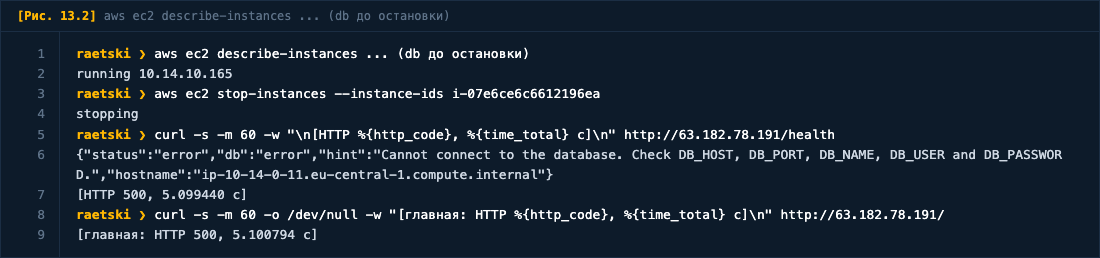 [Рис. 13.2] aws ec2 describe-instances ... (db до остановки)
1 raetski ❯ aws ec2 describe-instances ... (db до остановки)
2 running 10.14.10.165
3 raetski ❯ aws ec2 stop-instances --instance-ids i-07e6ce6c6612196ea
4 stopping
5 raetski ❯ curl -s -m 60 -w "\n[HTTP %{http_code}, %{time_total} c]\n" http://63.182.78.191/health
6 {"status":"error","db":"error","hint":"Cannot connect to the database. Check DB_HOST, DB_PORT, DB_NAME, DB_USER and DB_PASSWOR
D.","hostname":"ip-10-14-0-11.eu-central-1.compute.internal"}
7 [HTTP 500, 5.099440 c]
8 raetski ❯ curl -s -m 60 -o /dev/null -w "[главная: HTTP %{http_code}, %{time_total} c]\n" http://63.182.78.191/
9 [главная: HTTP 500, 5.100794 c]